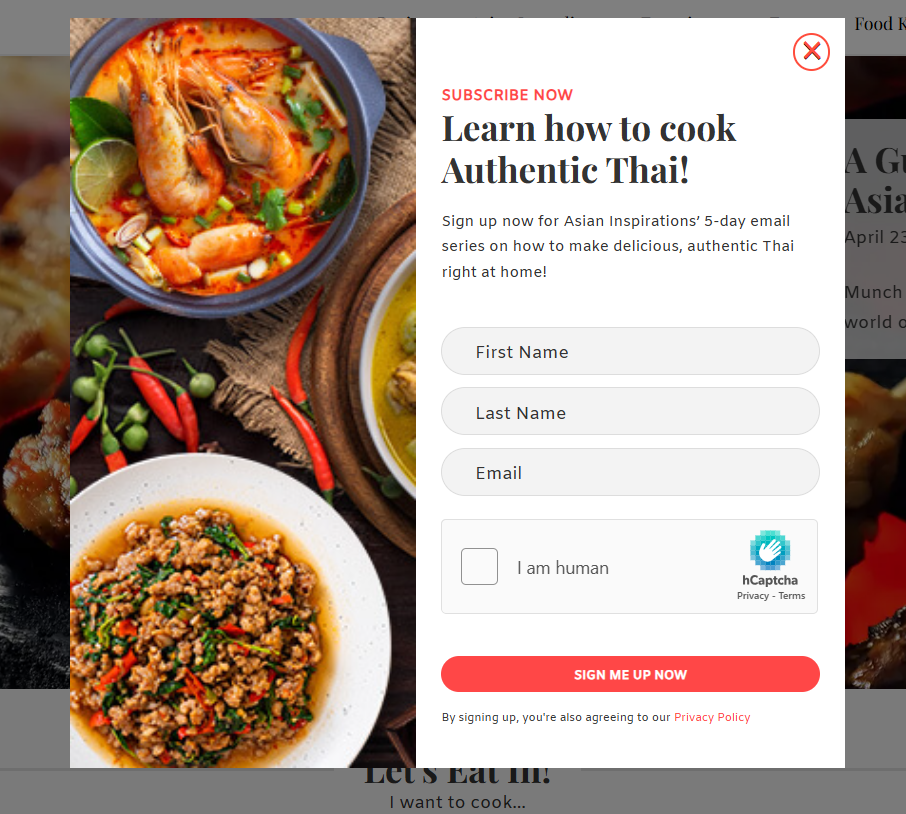 Food
SUBSCRIBE NOW
Learn how to cook
Authentic Thai!
Sign up now for Asian Inspirations’ 5-day email
series on how to make delicious, authentic Thai
right at home!
First Name
Last Name
Email
I am human
hCaptcha
Privacy - Terms
SIGN ME UP NOW
By signing up, you're also agreeing to our Privacy Policy
A
April 23
Munch
world
Let's Eat In!
I want to cook...